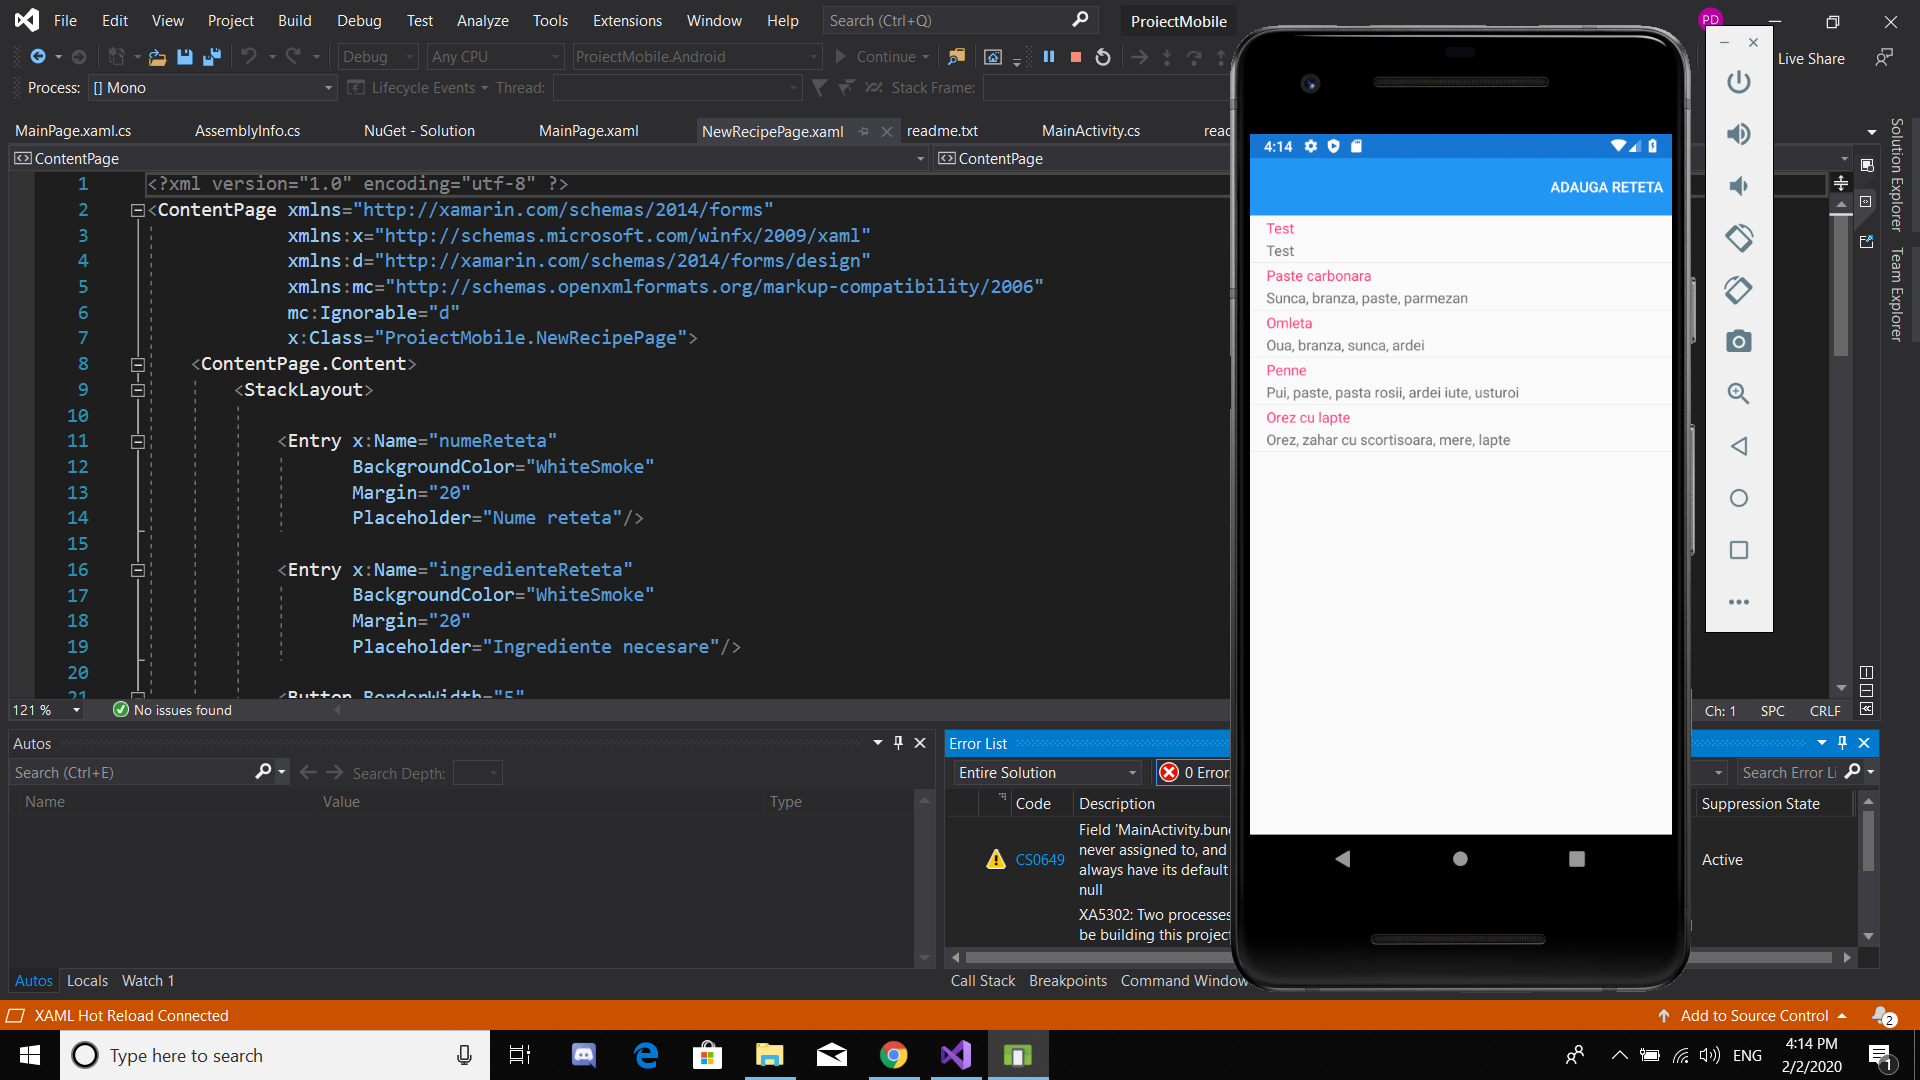 File Edit View Project Build Debug Test Analyze Tools Extensions Window Help Search (Ctrl+Q) ProiectMobile PD
Debug Any CPU ProiectMobile.Android Continue Live Share
Process: [] Mono Lifecycle Events Thread: Stack Frame:
MainPage.xaml.cs AssemblyInfo.cs NuGet - Solution MainPage.xaml NewRecipePage.xaml readme.txt MainActivity.cs
ContentPage ContentPage
1 <?xml version="1.0" encoding="utf-8" ?>
2 <ContentPage xmlns="http://xamarin.com/schemas/2014/forms"
3 xmlns:x="http://schemas.microsoft.com/winfx/2009/xaml"
4 xmlns:d="http://xamarin.com/schemas/2014/forms/design"
5 xmlns:mc="http://schemas.openxmlformats.org/markup-compatibility/2006"
6 mc:Ignorable="d"
7 x:Class="ProiectMobile.NewRecipePage">
8 <ContentPage.Content>
9 <StackLayout>
10
11 <Entry x:Name="numeReteta"
12 BackgroundColor="WhiteSmoke"
13 Margin="20"
14 Placeholder="Nume reteta"/>
15
16 <Entry x:Name="ingredienteReteta"
17 BackgroundColor="WhiteSmoke"
18 Margin="20"
19 Placeholder="Ingrediente necesare"/>
20
21 <Button BorderWidth="5"
121 % No issues found Ch: 1 SPC CRLF
Solution Explorer
Team Explorer
4:14
ADAUGA RETETA
Test
Test
Paste carbonara
Sunca, branza, paste, parmezan
Omleta
Oua, branza, sunca, ardei
Penne
Pui, paste, pasta rosii, ardei iute, usturoi
Orez cu lapte
Orez, zahar cu scortisoara, mere, lapte
Autos
Search (Ctrl+E) Search Depth:
Name Value Type
Autos Locals Watch 1
Error List
Entire Solution 0 Error Search Error Li
Code Description Suppression State
CS0649 Field 'MainActivity.bun
never assigned to, and
always have its default
null
Active
XA5302: Two processes
be building this project
Call Stack Breakpoints Command Window
XAML Hot Reload Connected Add to Source Control 2
Type here to search ENG 4:14 PM
2/2/2020 1